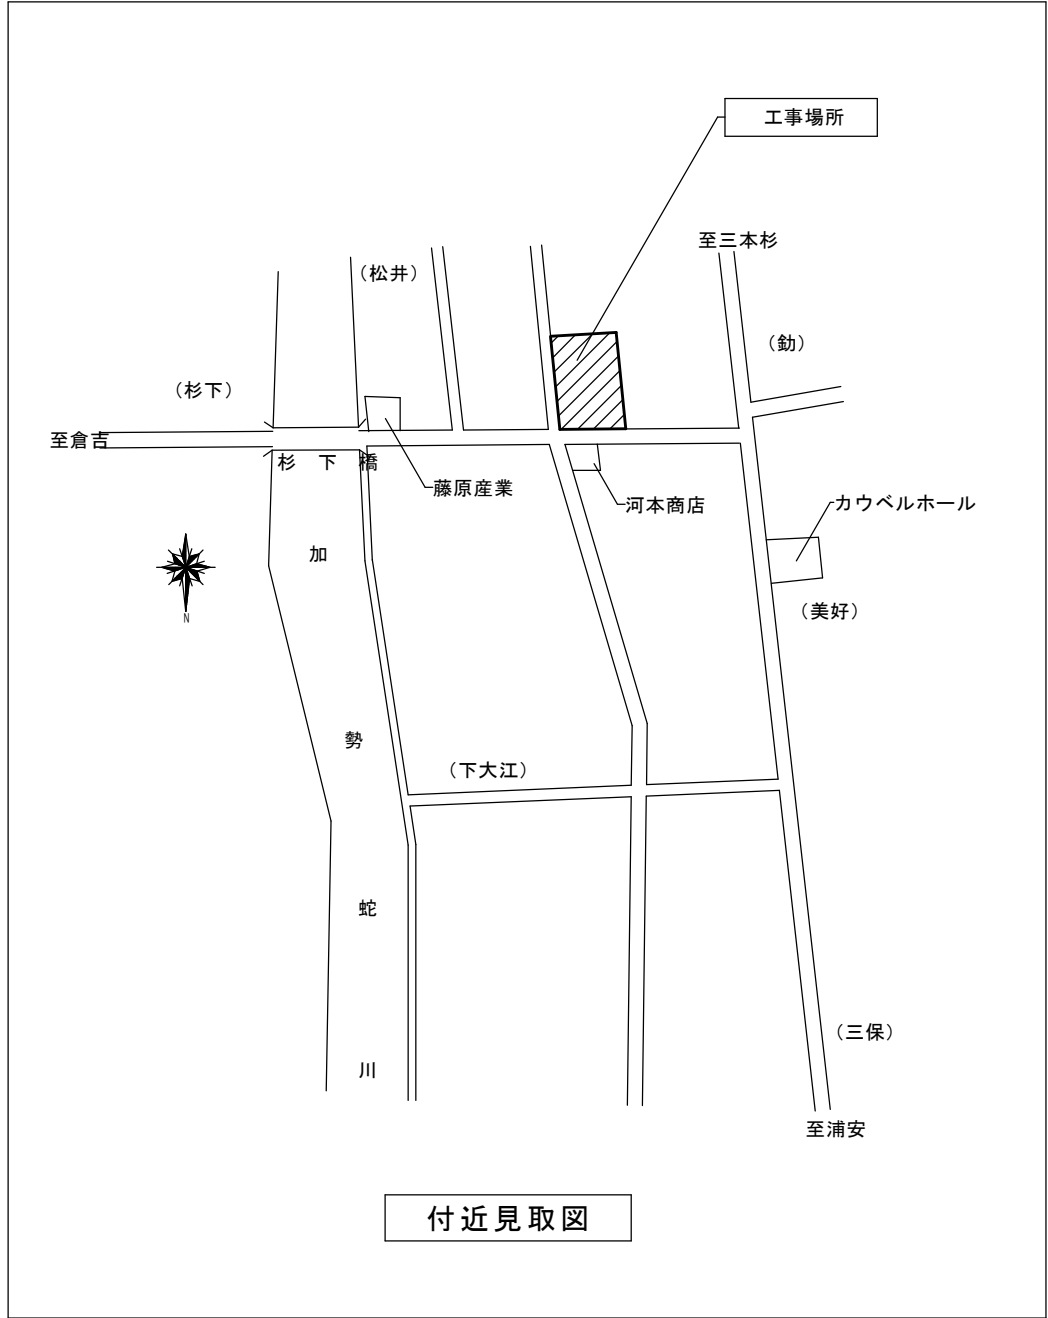 工事場所
至三本杉
（松井）
（釛）
（杉下）
至倉吉
杉下橋
藤原産業
河本商店
カウベルホール
加勢蛇川
N
（美好）
（下大江）
（三保）
至浦安
付近見取図